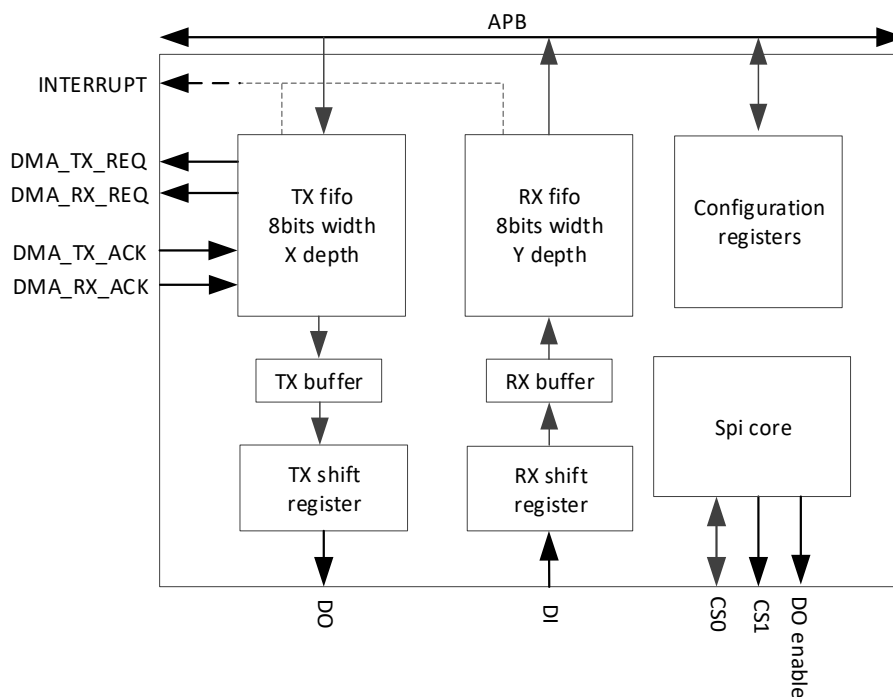 APB
INTERRUPT
DMA_TX_REQ
DMA_RX_REQ
DMA_TX_ACK
DMA_RX_ACK
TX fifo
8bits width
X depth
RX fifo
8bits width
Y depth
Configuration
registers
TX buffer
RX buffer
Spi core
TX shift
register
RX shift
register
DO
DI
CS0
CS1
DO enable